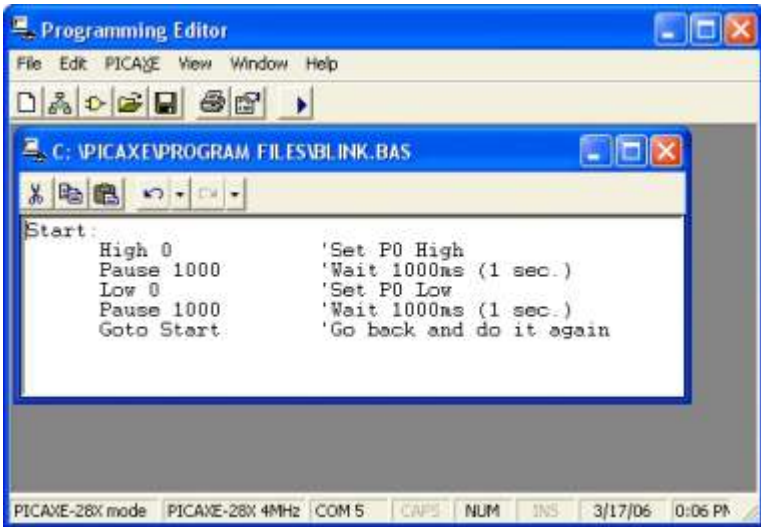 Programming Editor
File Edit PICAXE View Window Help
C: \PICAXE\PROGRAM FILES\BLINK.BAS
Start:
High 0 'Set P0 High
Pause 1000 'Wait 1000ms (1 sec.)
Low 0 'Set P0 Low
Pause 1000 'Wait 1000ms (1 sec.)
Goto Start 'Go back and do it again
PICAXE-28X mode PICAXE-28X 4MHz COM 5 CAPS NUM INS 3/17/06 0:06 PM